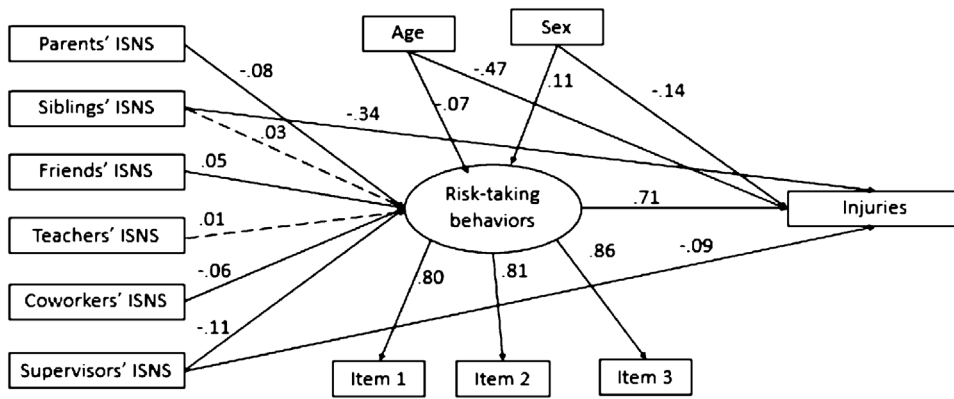 Parents' ISNS
Siblings' ISNS
Friends' ISNS
Teachers' ISNS
Coworkers' ISNS
Supervisors' ISNS
Age
Sex
-.08
.03
.05
.01
-.06
-.11
-.34
-.07
-.47
.11
-.14
Risk-taking
behaviors
.71
Injuries
-.09
.80
.81
.86
Item 1
Item 2
Item 3